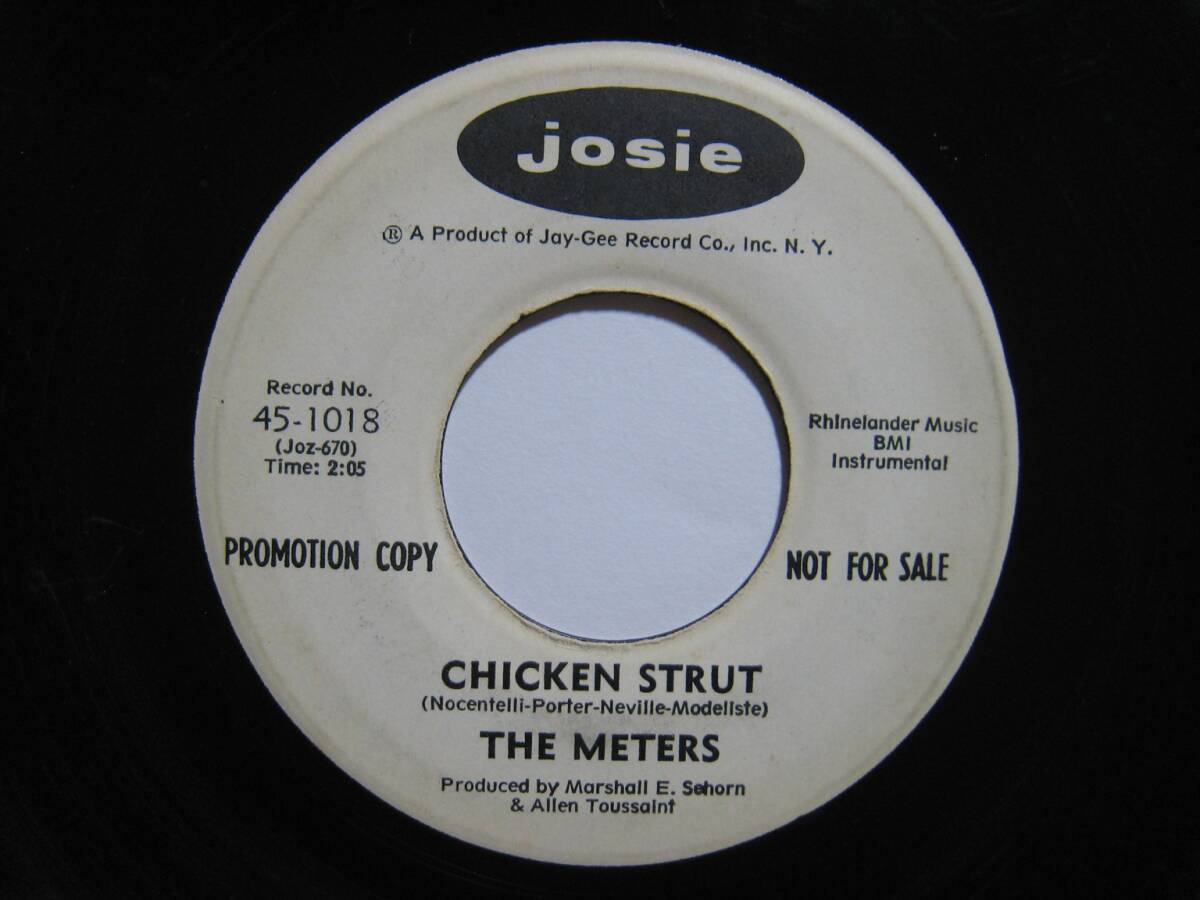 josie
® A Product of Jay-Gee Record Co., Inc. N. Y.
Record No.
45-1018
(Joz-670)
Time: 2:05
Rhinelander Music
BMI
Instrumental
PROMOTION COPY
NOT FOR SALE
CHICKEN STRUT
(Nocentelli-Porter-Neville-Modeliste)
THE METERS
Produced by Marshall E. Sehorn
& Allen Toussaint